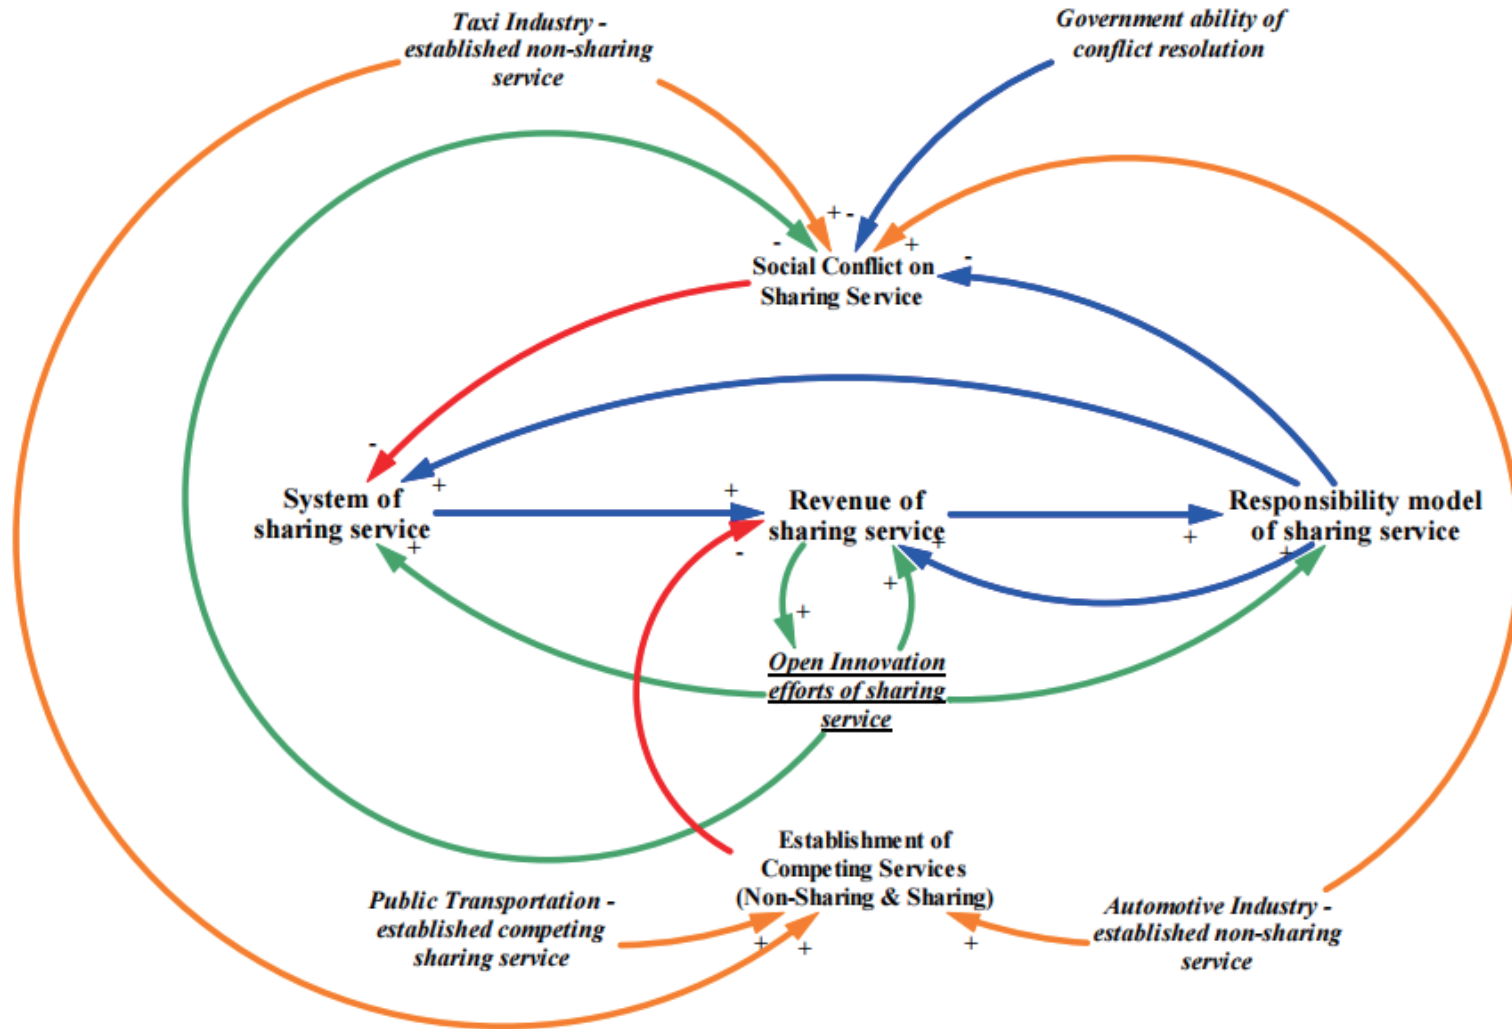 Taxi Industry -
established non-sharing
service
Government ability of
conflict resolution
+ -
- +
Social Conflict on
Sharing Service
-
-
+
System of
sharing service
+
+
Revenue of
sharing service
+
-
+
+
Responsibility model
of sharing service
+
+
+
Open Innovation
efforts of sharing
service
Establishment of
Competing Services
(Non-Sharing & Sharing)
Public Transportation -
established competing
sharing service
+ +
+
Automotive Industry -
established non-sharing
service